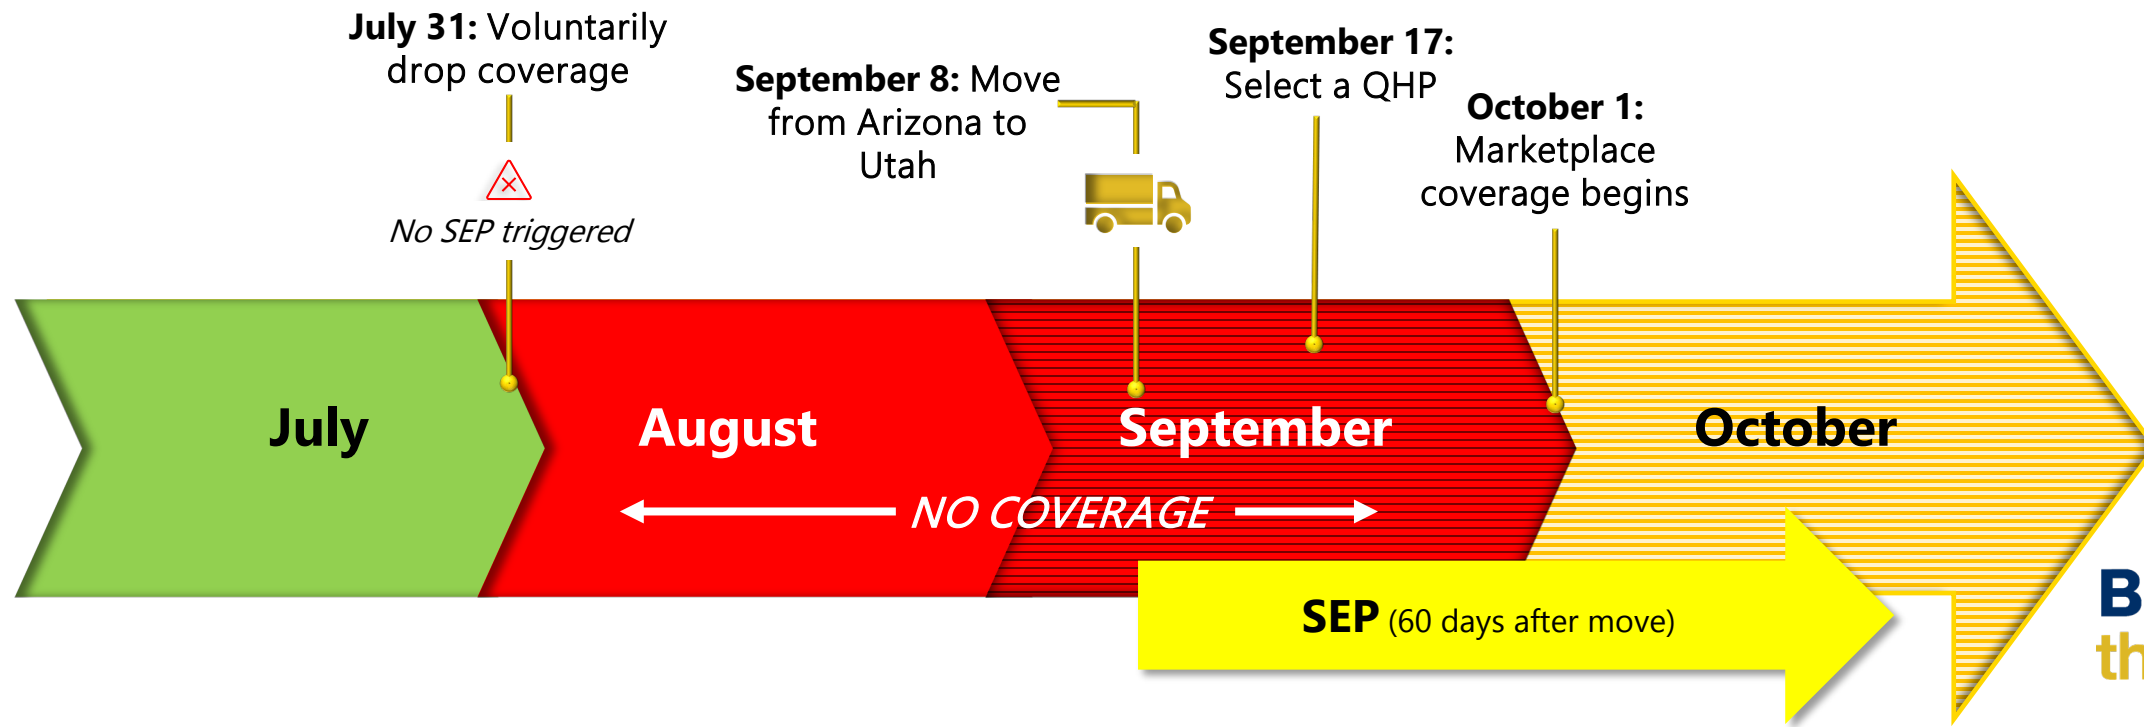 July 31: Voluntarily
drop coverage
No SEP triggered
September 8: Move
from Arizona to
Utah
September 17:
Select a QHP
October 1:
Marketplace
coverage begins
July
August
September
October
NO COVERAGE
SEP (60 days after move)
B
th